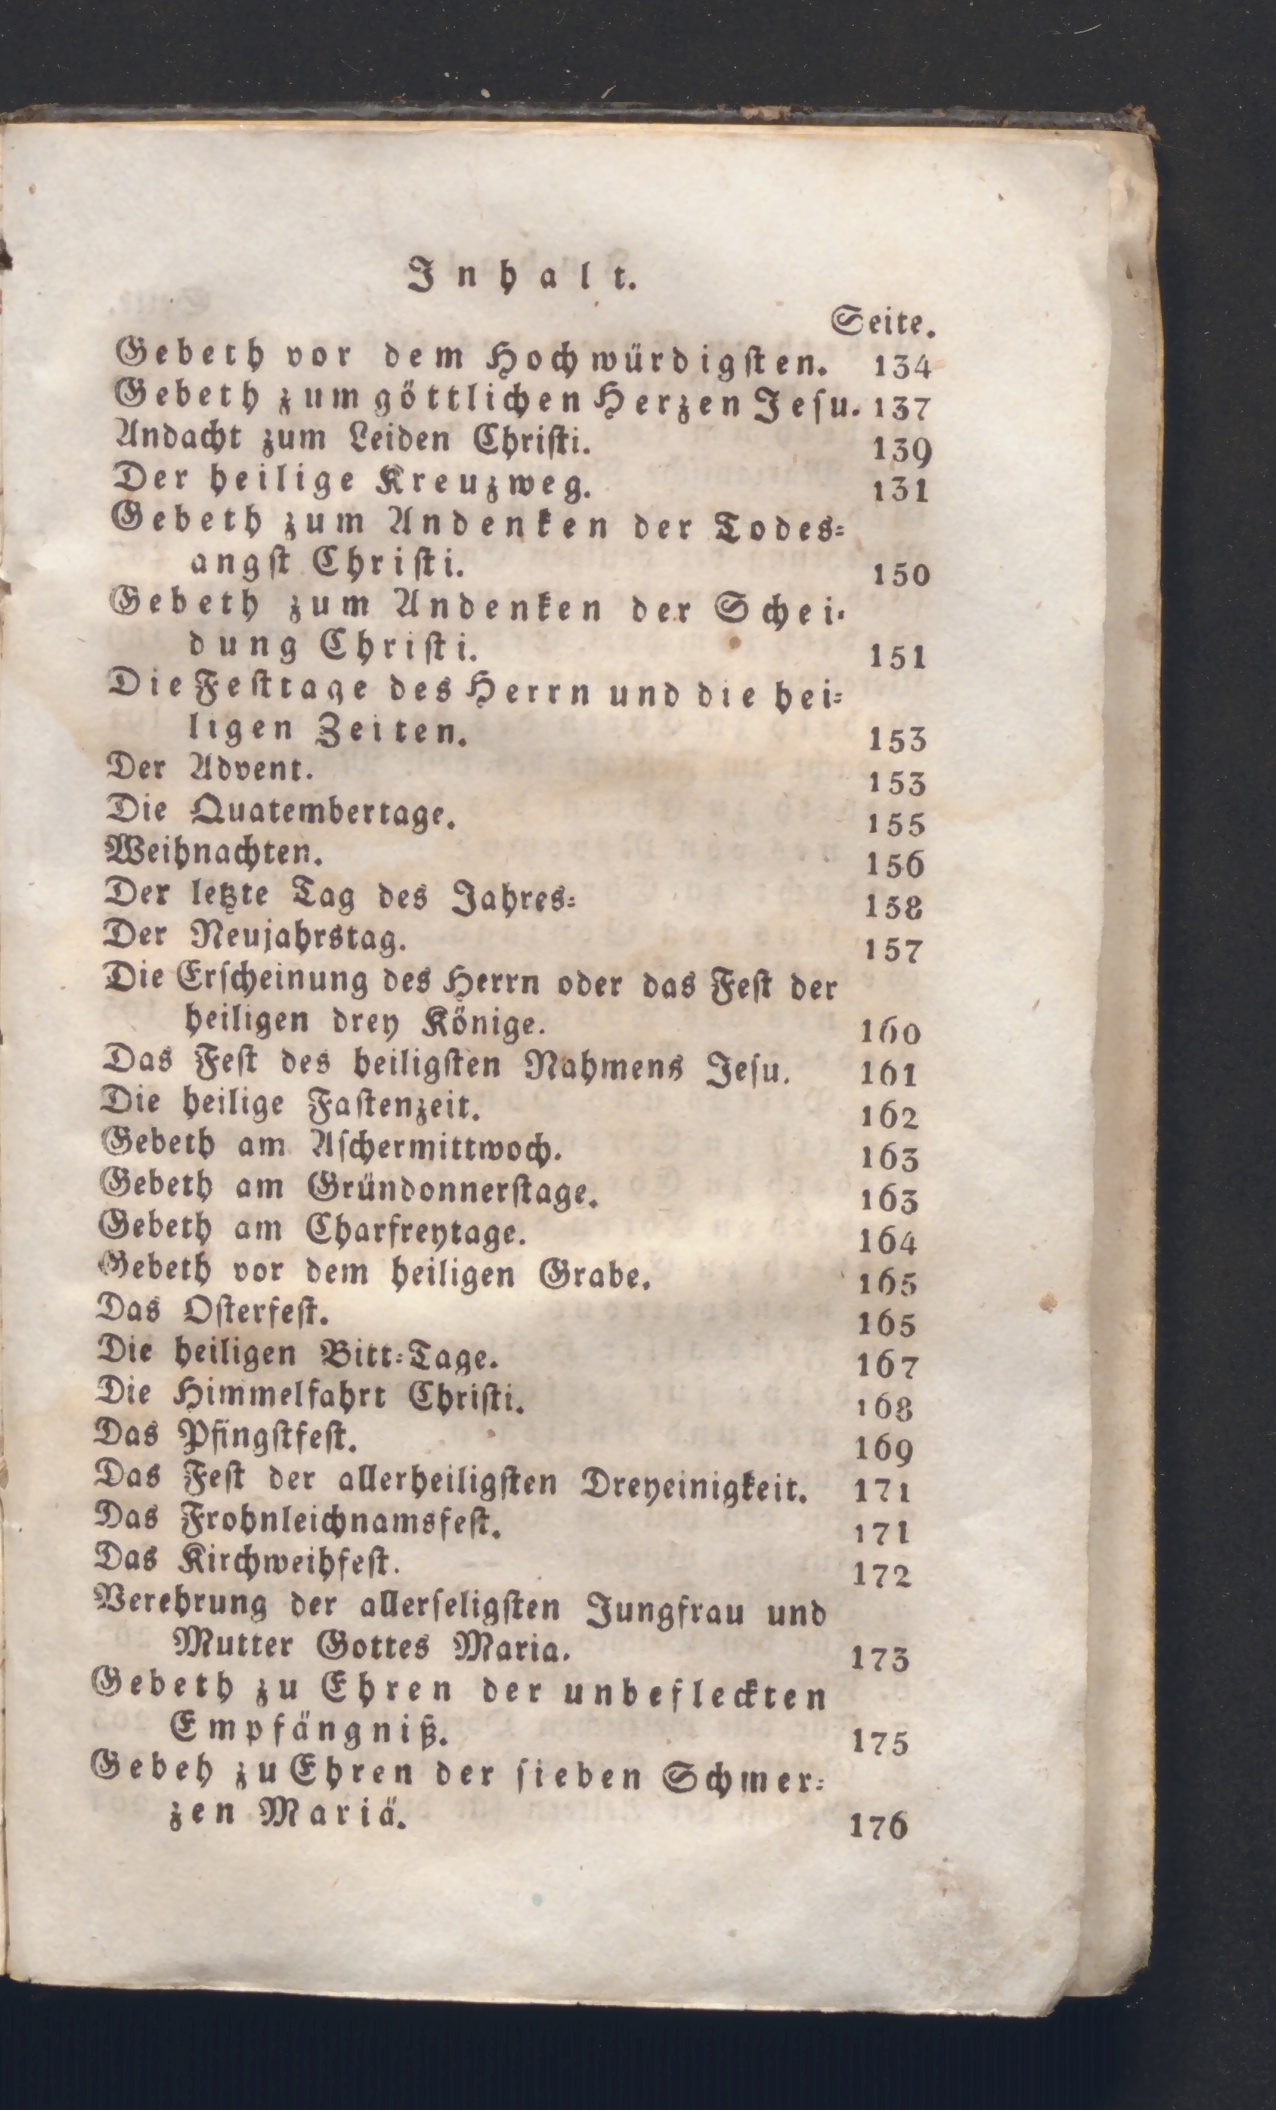 Inhalt.
Seite.
Gebeth vor dem Hochwürdigsten. 134
Gebeth zum göttlichen Herzen Jesu. 137
Andacht zum Leiden Christi. 139
Der heilige Kreuzweg. 131
Gebeth zum Andenken der Todes=
angst Christi. 150
Gebeth zum Andenken der Schei=
dung Christi. 151
Die Festtage des Herrn und die hei=
ligen Zeiten. 153
Der Advent. 153
Die Quatembertage. 155
Weihnachten. 156
Der letzte Tag des Jahres= 158
Der Neujahrstag. 157
Die Erscheinung des Herrn oder das Fest der
heiligen drey Könige. 160
Das Fest des heiligsten Nahmens Jesu. 161
Die heilige Fastenzeit. 162
Gebeth am Aschermittwoch. 163
Gebeth am Gründonnerstage. 163
Gebeth am Charfreytage. 164
Gebeth vor dem heiligen Grabe. 165
Das Osterfest. 165
Die heiligen Bitt=Tage. 167
Die Himmelfahrt Christi. 168
Das Pfingstfest. 169
Das Fest der allerheiligsten Dreyeinigkeit. 171
Das Frohnleichnamsfest. 171
Das Kirchweihfest. 172
Verehrung der allerseligsten Jungfrau und
Mutter Gottes Maria. 173
Gebeth zu Ehren der unbefleckten
Empfängniß. 175
Gebeh zu Ehren der sieben Schmer=
zen Mariä. 176